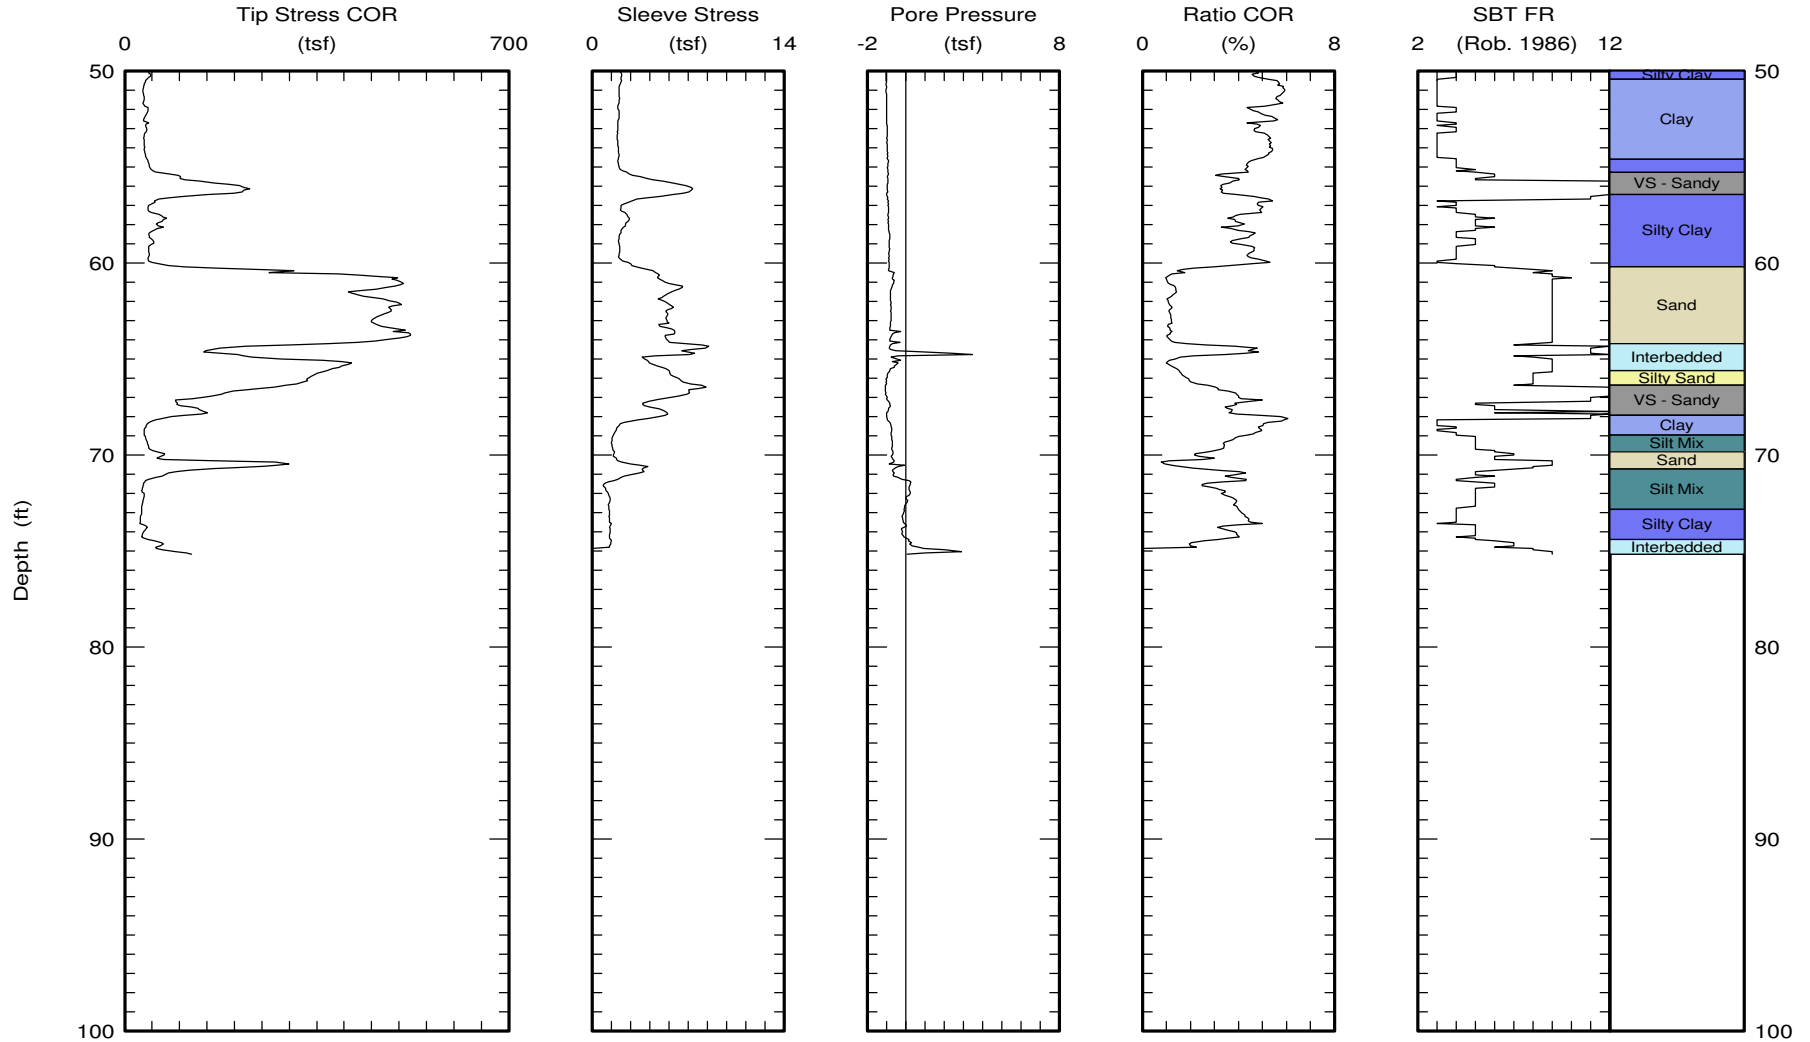 Tip Stress COR Sleeve Stress Pore Pressure Ratio COR SBT FR
0 (tsf) 700 0 (tsf) 14 -2 (tsf) 8 0 (%) 8 2 (Rob. 1986) 12
50 Silty Clay 50
Clay
VS - Sandy
Silty Clay
60 60
Sand
Interbedded
Silty Sand
VS - Sandy
Clay
Silt Mix
70 70
Sand
Silt Mix
Silty Clay
Interbedded
Depth (ft)
80 80
90 90
100 100